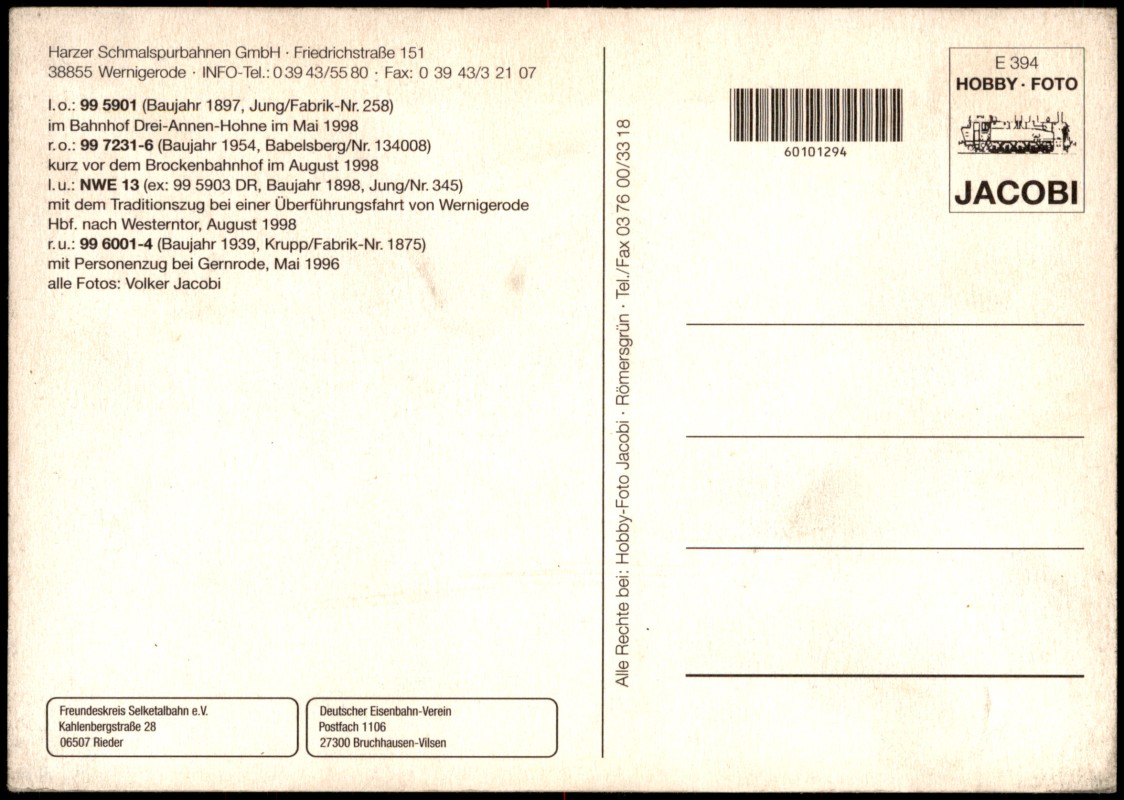 Harzer Schmalspurbahnen GmbH · Friedrichstraße 151
38855 Wernigerode · INFO-Tel.: 0 39 43/55 80 · Fax: 0 39 43/3 21 07
l. o.: 99 5901 (Baujahr 1897, Jung/Fabrik-Nr. 258)
im Bahnhof Drei-Annen-Hohne im Mai 1998
r. o.: 99 7231-6 (Baujahr 1954, Babelsberg/Nr. 134008)
kurz vor dem Brockenbahnhof im August 1998
l. u.: NWE 13 (ex: 99 5903 DR, Baujahr 1898, Jung/Nr. 345)
mit dem Traditionszug bei einer Überführungsfahrt von Wernigerode
Hbf. nach Westerntor, August 1998
r. u.: 99 6001-4 (Baujahr 1939, Krupp/Fabrik-Nr. 1875)
mit Personenzug bei Gernrode, Mai 1996
alle Fotos: Volker Jacobi
Freundeskreis Selketalbahn e.V.
Kahlenbergstraße 28
06507 Rieder
Deutscher Eisenbahn-Verein
Postfach 1106
27300 Bruchhausen-Vilsen
Alle Rechte bei: Hobby-Foto Jacobi · Römersgrün · Tel./Fax 03 76 00/33 18
60101294
E 394
HOBBY · FOTO
JACOBI